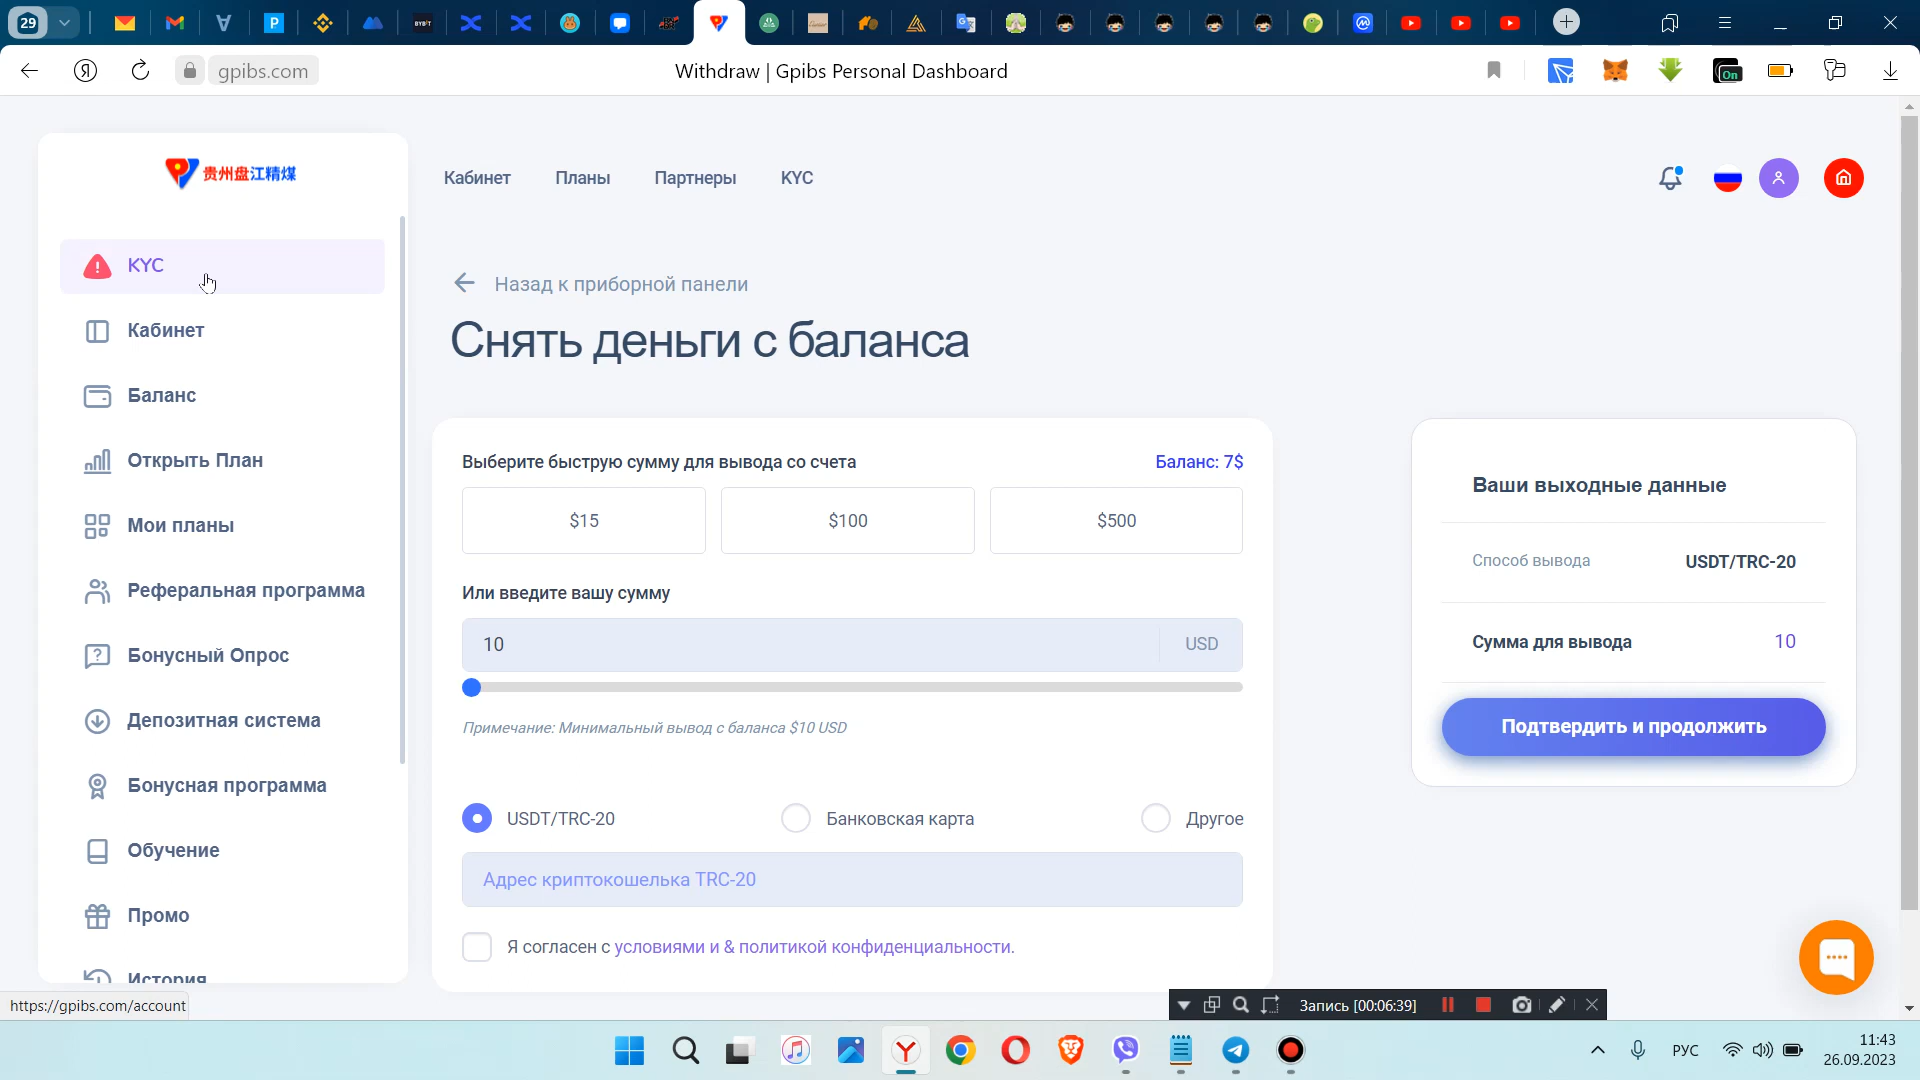 29
BYBIT
gpibs.com
Withdraw | Gpibs Personal Dashboard
On
贵州盘江精煤
KYC
Кабинет
Баланс
Открыть План
Мои планы
Реферальная программа
Бонусный Опрос
Депозитная система
Бонусная программа
Обучение
Промо
История
Кабинет
Планы
Партнеры
KYC
Назад к приборной панели
Снять деньги с баланса
Выберите быструю сумму для вывода со счета
Баланс: 7$
$15
$100
$500
Или введите вашу сумму
10
USD
Примечание: Минимальный вывод с баланса $10 USD
USDT/TRC-20
Банковская карта
Другое
Адрес криптокошелька TRC-20
Я согласен с условиями и & политикой конфиденциальности.
Ваши выходные данные
Способ вывода
USDT/TRC-20
Сумма для вывода
10
Подтвердить и продолжить
https://gpibs.com/account
Запись [00:06:39]
РУС
11:43
26.09.2023